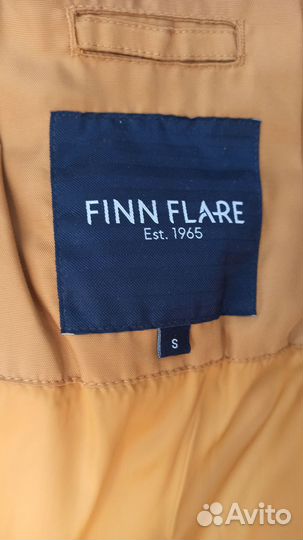 FINN FLARE
Est. 1965
S
Avito